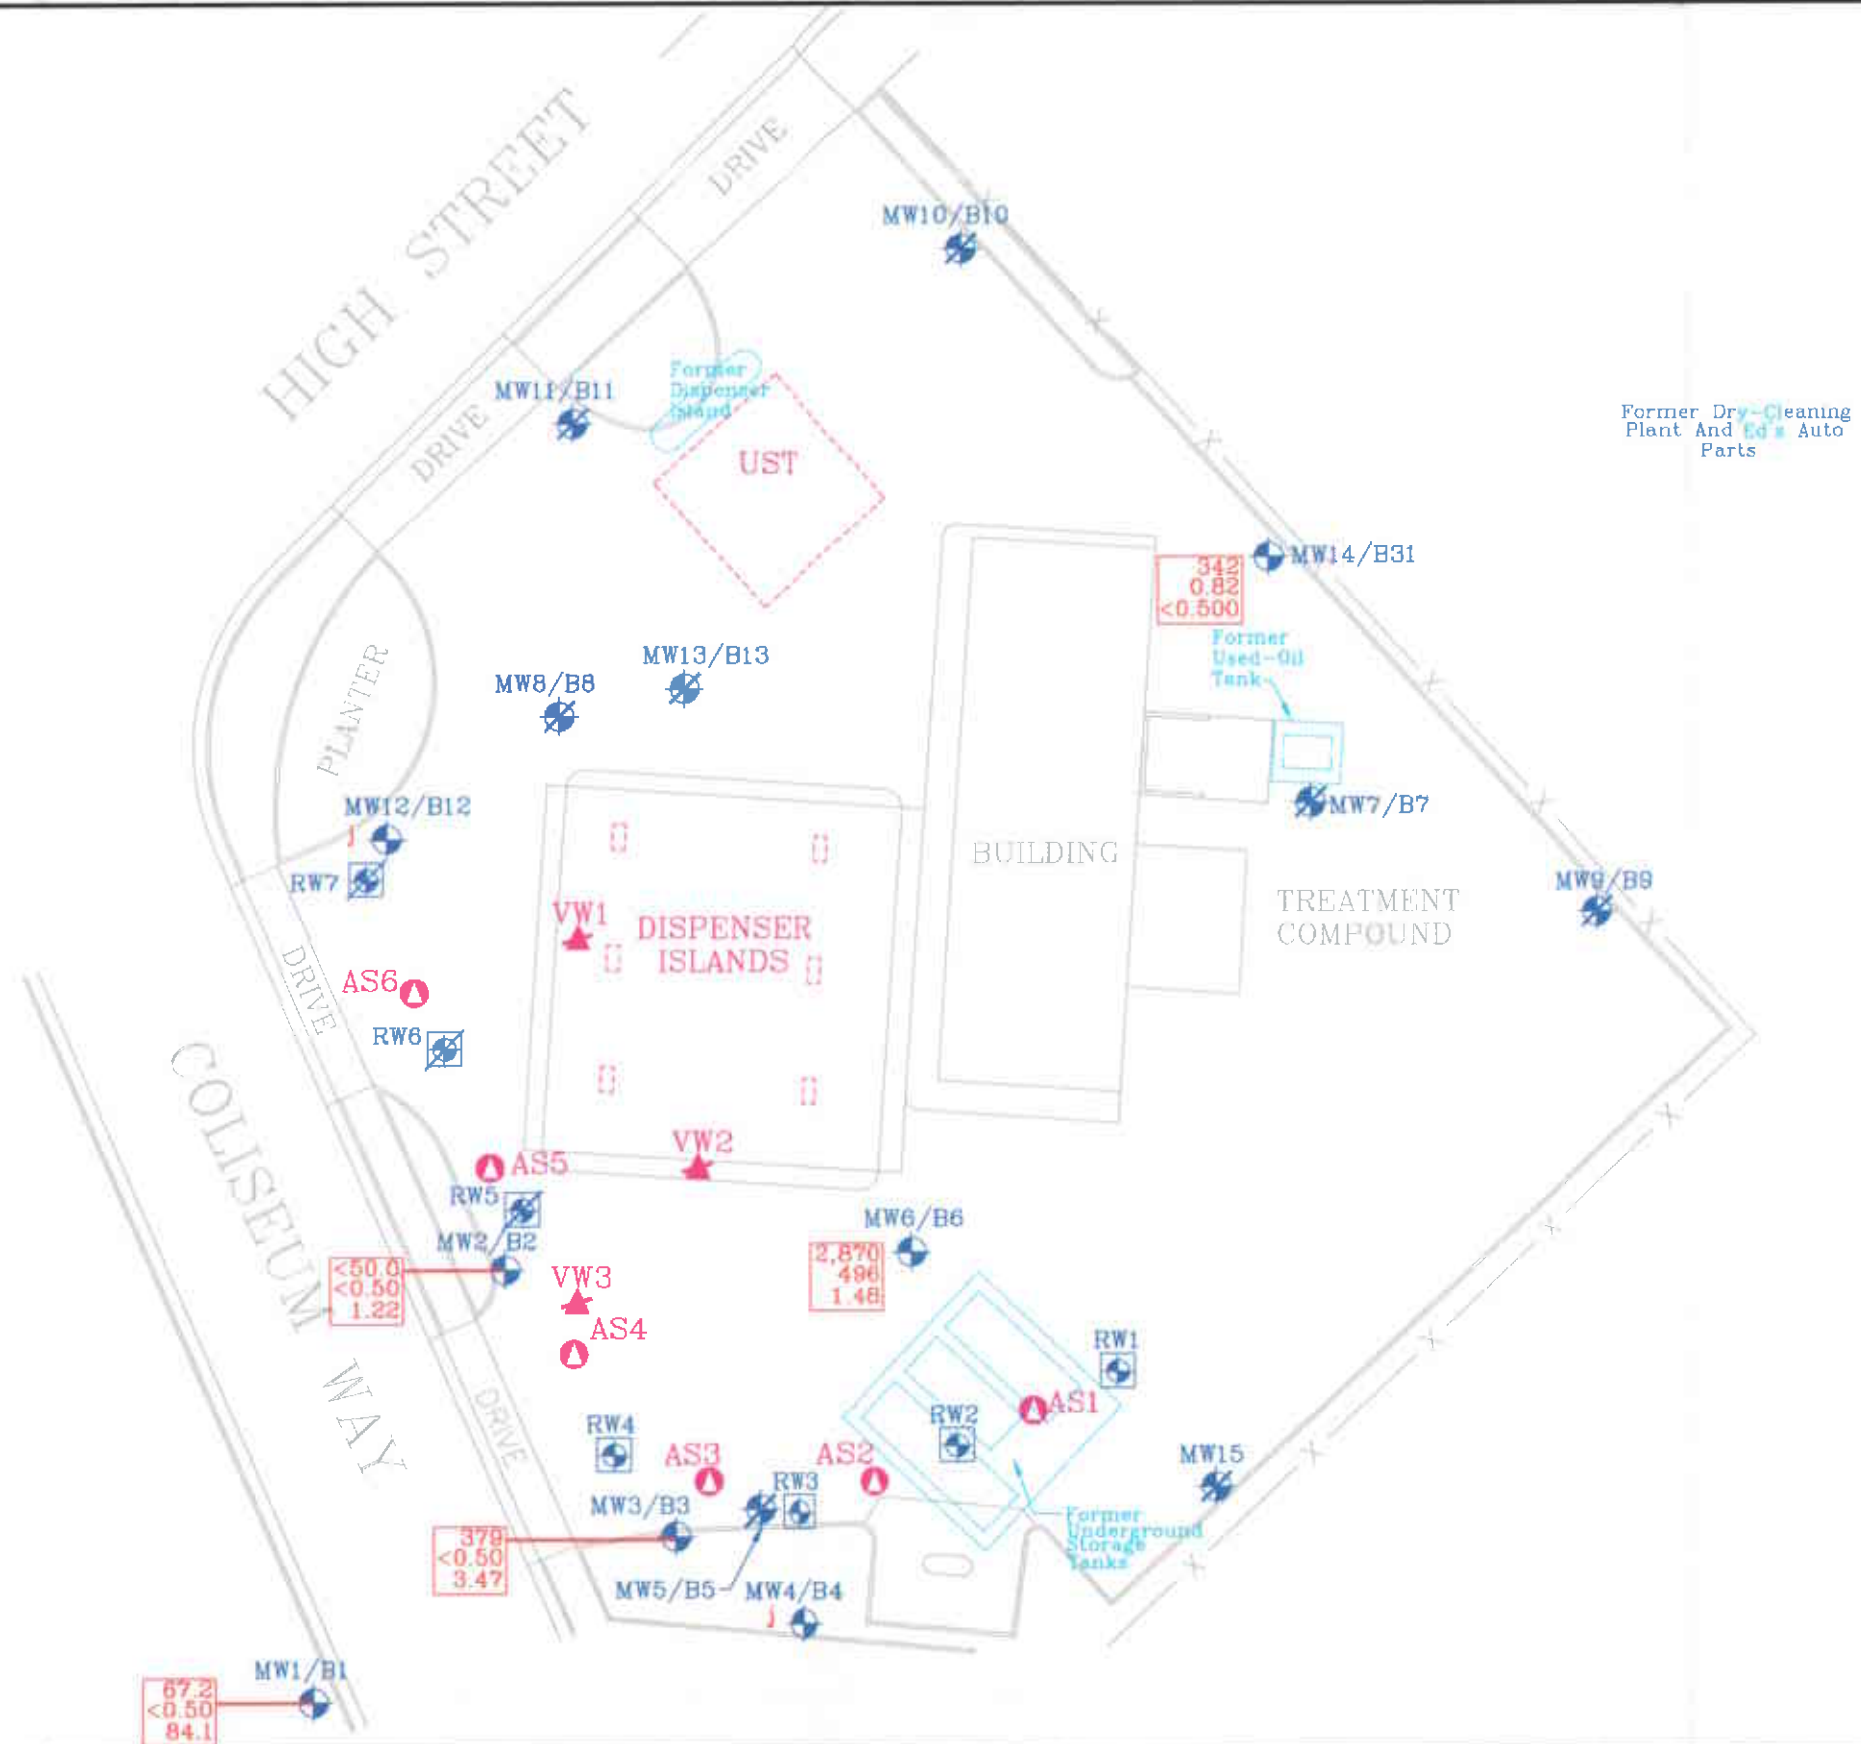 HIGH STREET
DRIVE
MW10/B10
MW11/B11
Former
Dispenser
Island
DRIVE
UST
Former Dry-Cleaning
Plant And Ed's Auto
Parts
MW14/B31
342
0.82
<0.500
Former
Used-Oil
Tank
PLANTER
MW13/B13
MW8/B8
MW7/B7
MW12/B12
J
RW7
BUILDING
TREATMENT
COMPOUND
MW9/B9
VW1
DISPENSER
ISLANDS
DRIVE
AS6
RW6
COLISEUM WAY
VW2
AS5
RW5
MW2/B2
<50.0
<0.50
1.22
MW6/B6
2,870
496
1.48
VW3
AS4
RW1
AS1
RW2
DRIVE
RW4
AS3
AS2
MW15
RW3
MW3/B3
379
<0.50
3.47
Former
Underground
Storage
Tanks
MW5/B5
MW4/B4
J
MW1/B1
67.2
<0.50
84.1
X
X
X
X
X
X
X
X
X
X
X